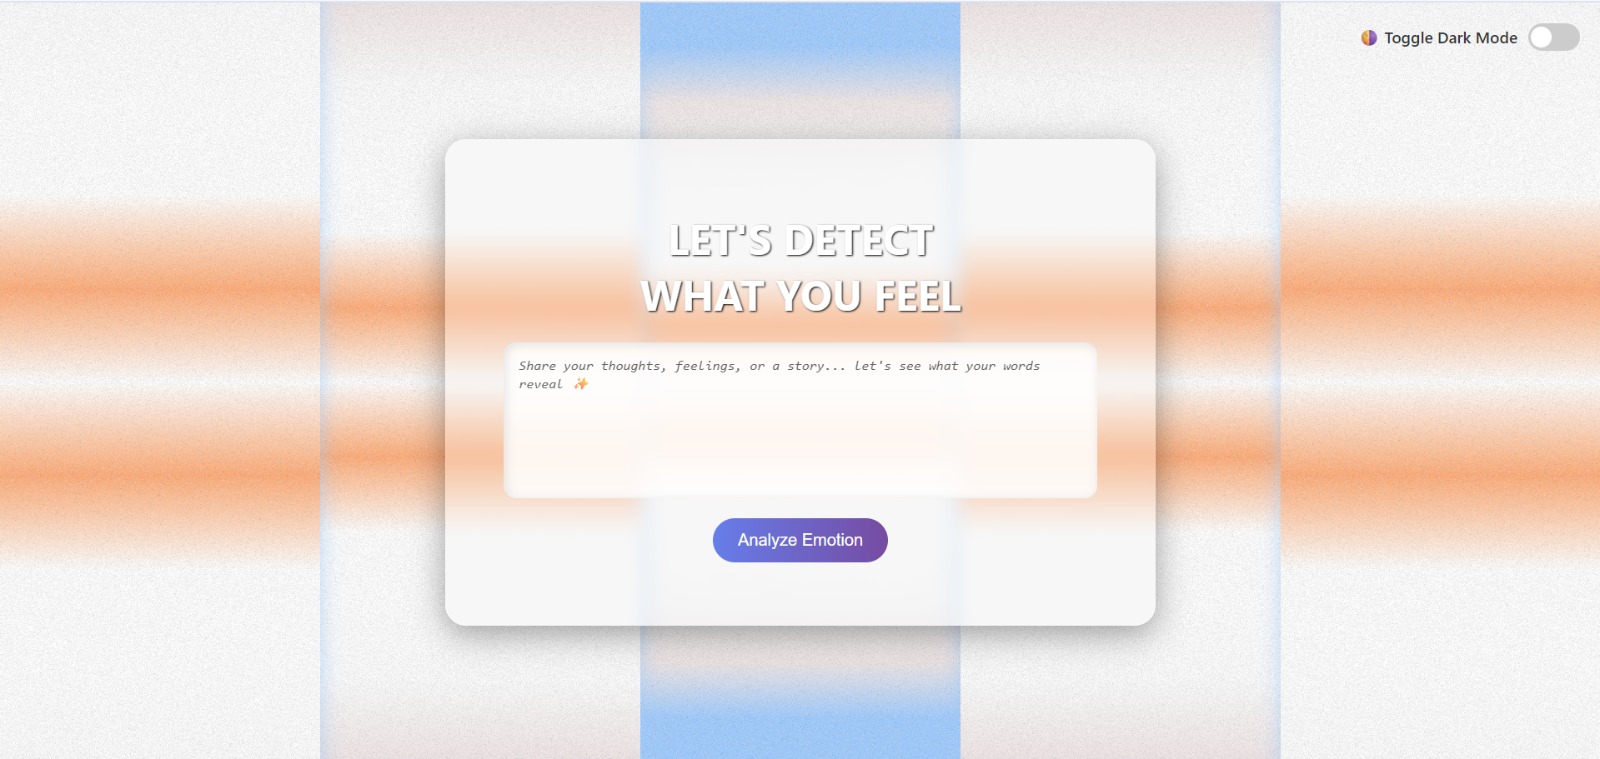 Toggle Dark Mode
LET'S DETECT
WHAT YOU FEEL
Share your thoughts, feelings, or a story... let's see what your words
reveal ✨
Analyze Emotion